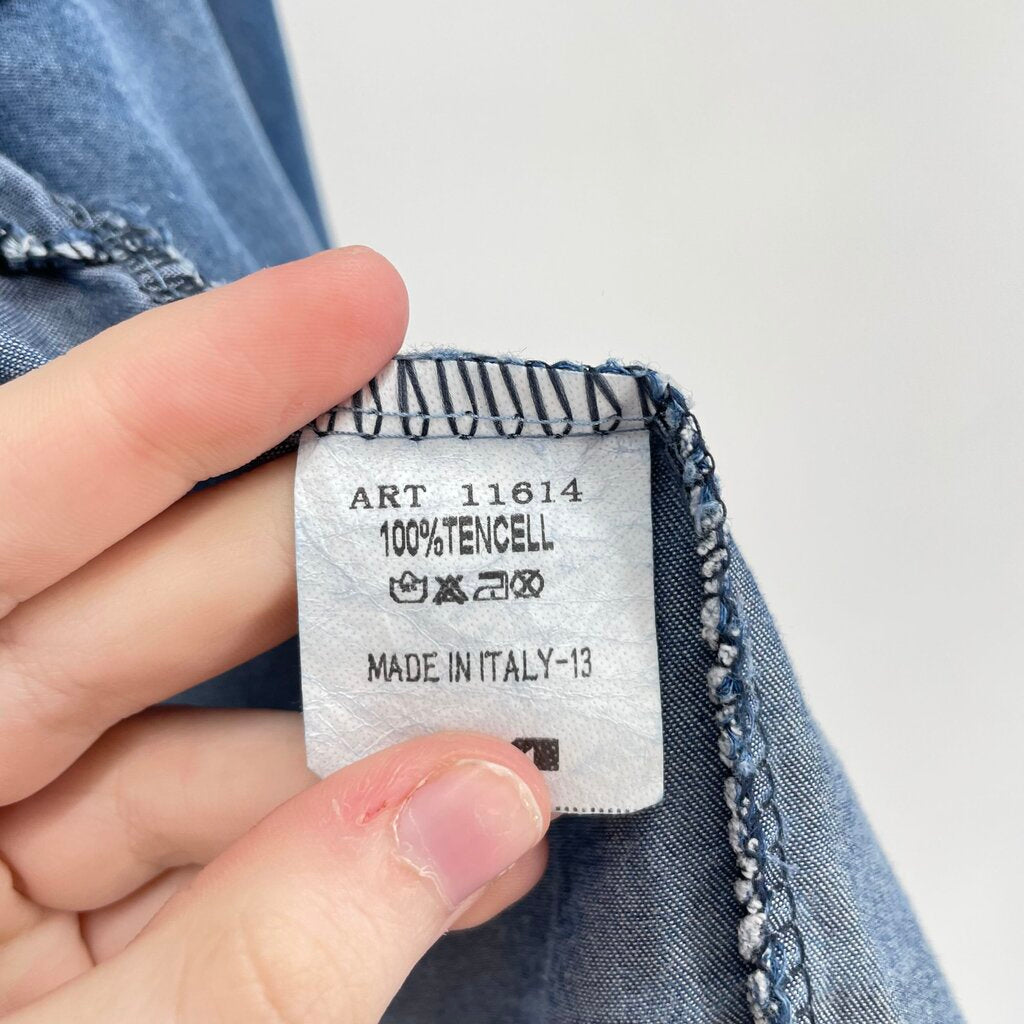 ART 11614
100%TENCELL
MADE IN ITALY-13